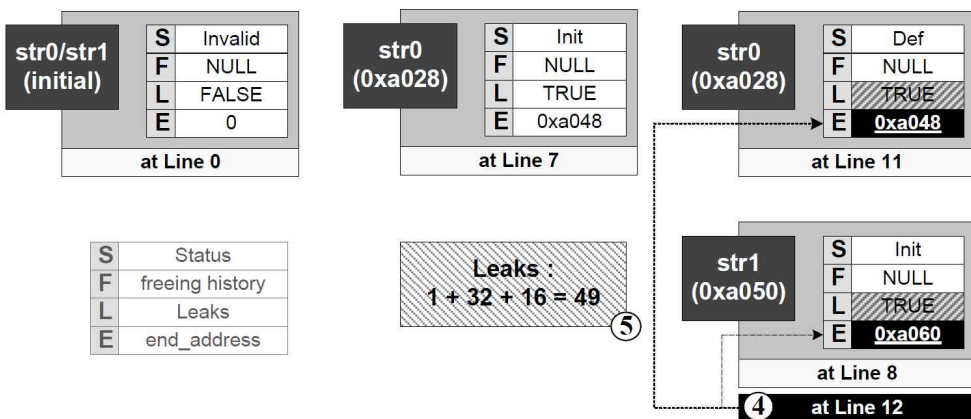 str0/str1
(initial)
S Invalid
F NULL
L FALSE
E 0
at Line 0
str0
(0xa028)
S Init
F NULL
L TRUE
E 0xa048
at Line 7
str0
(0xa028)
S Def
F NULL
L TRUE
E 0xa048
at Line 11
S Status
F freeing history
L Leaks
E end_address
Leaks :
1 + 32 + 16 = 49
5
str1
(0xa050)
S Init
F NULL
L TRUE
E 0xa060
at Line 8
4 at Line 12